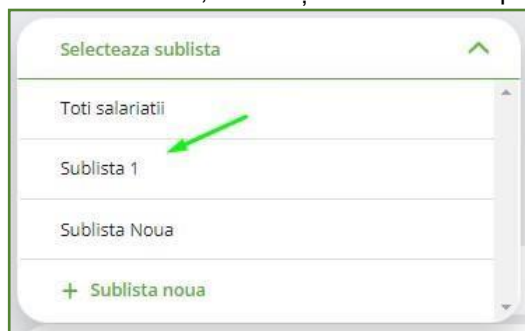 Selecteaza sublista
Toti salariatii
Sublista 1
Sublista Noua
+ Sublista noua